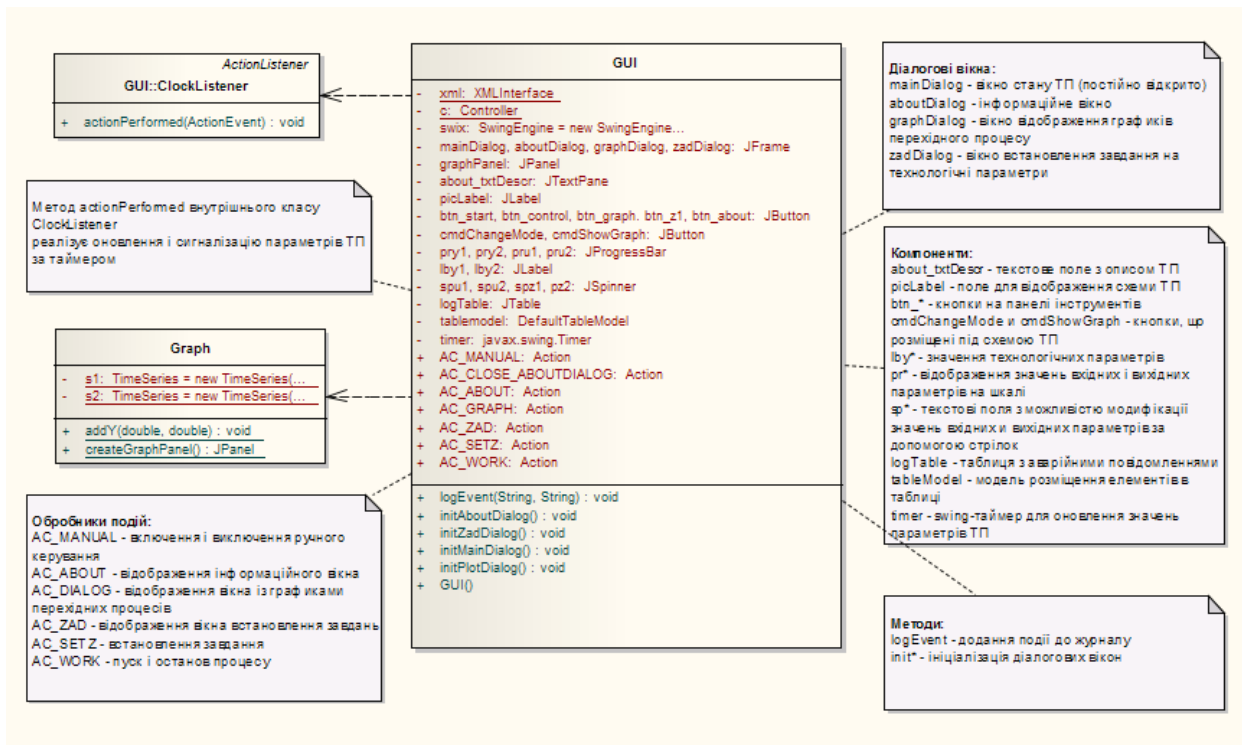 ActionListener
GUI::ClockListener
+ actionPerformed(ActionEvent) : void
Метод actionPerformed внутрішнього класу
ClockListener
реалізує оновлення і сигналізацію параметрів ТП
за таймером
Graph
- s1: TimeSeries = new TimeSeries(...
- s2: TimeSeries = new TimeSeries(...
+ addY(double, double) : void
+ createGraphPanel() : JPanel
Обробники подій:
AC_MANUAL - включення і виключення ручного
керування
AC_ABOUT - відображення інформаційного вікна
AC_DIALOG - відображення вікна із графиками
перехідних процесів
AC_ZAD - відображення вікна встановлення завдань
AC_SETZ - встановлення завдання
AC_WORK - пуск і останов процесу
GUI
- xml: XMLInterface
- c: Controller
- swix: SwingEngine = new SwingEngine...
- mainDialog, aboutDialog, graphDialog, zadDialog: JFrame
- graphPanel: JPanel
- about_txtDescr: JTextPane
- picLabel: JLabel
- btn_start, btn_control, btn_graph. btn_z1, btn_about: JButton
- cmdChangeMode, cmdShowGraph: JButton
- pry1, pry2, pru1, pru2: JProgressBar
- lby1, lby2: JLabel
- spu1, spu2, spz1, pz2: JSpinner
- logTable: JTable
- tablemodel: DefaultTableModel
- timer: javax.swing.Timer
+ AC_MANUAL: Action
+ AC_CLOSE_ABOUTDIALOG: Action
+ AC_ABOUT: Action
+ AC_GRAPH: Action
+ AC_ZAD: Action
+ AC_SETZ: Action
+ AC_WORK: Action
+ logEvent(String, String) : void
+ initAboutDialog() : void
+ initZadDialog() : void
+ initMainDialog() : void
+ initPlotDialog() : void
+ GUI()
Діалогові вікна:
mainDialog - вікно стану ТП (постійно відкрито)
aboutDialog - інформаційне вікно
graphDialog - вікно відображення графиків
перехідного процесу
zadDialog - вікно встановлення завдання на
технологічні параметри
Компоненти:
about_txtDescr - текстове поле з описом ТП
picLabel - поле для відображення схеми ТП
btn_* - кнопки на панелі інструментів
cmdChangeMode и cmdShowGraph - кнопки, що
розміщені під схемою ТП
lby* - значення технологічних параметрів
pr* - відображення значень вхідних і вихідних
параметрів на шкалі
sp* - текстові поля з можливістю модифікації
значень вхідних и вихідних параметрів за
допомогою стрілок
logTable - таблиця з аварійними повідомленнями
tableModel - модель розміщення елементів в
таблиці
timer - swing-таймер для оновлення значень
параметрів ТП
Методи:
logEvent - додання події до журналу
init* - ініціалізація діалогових вікон